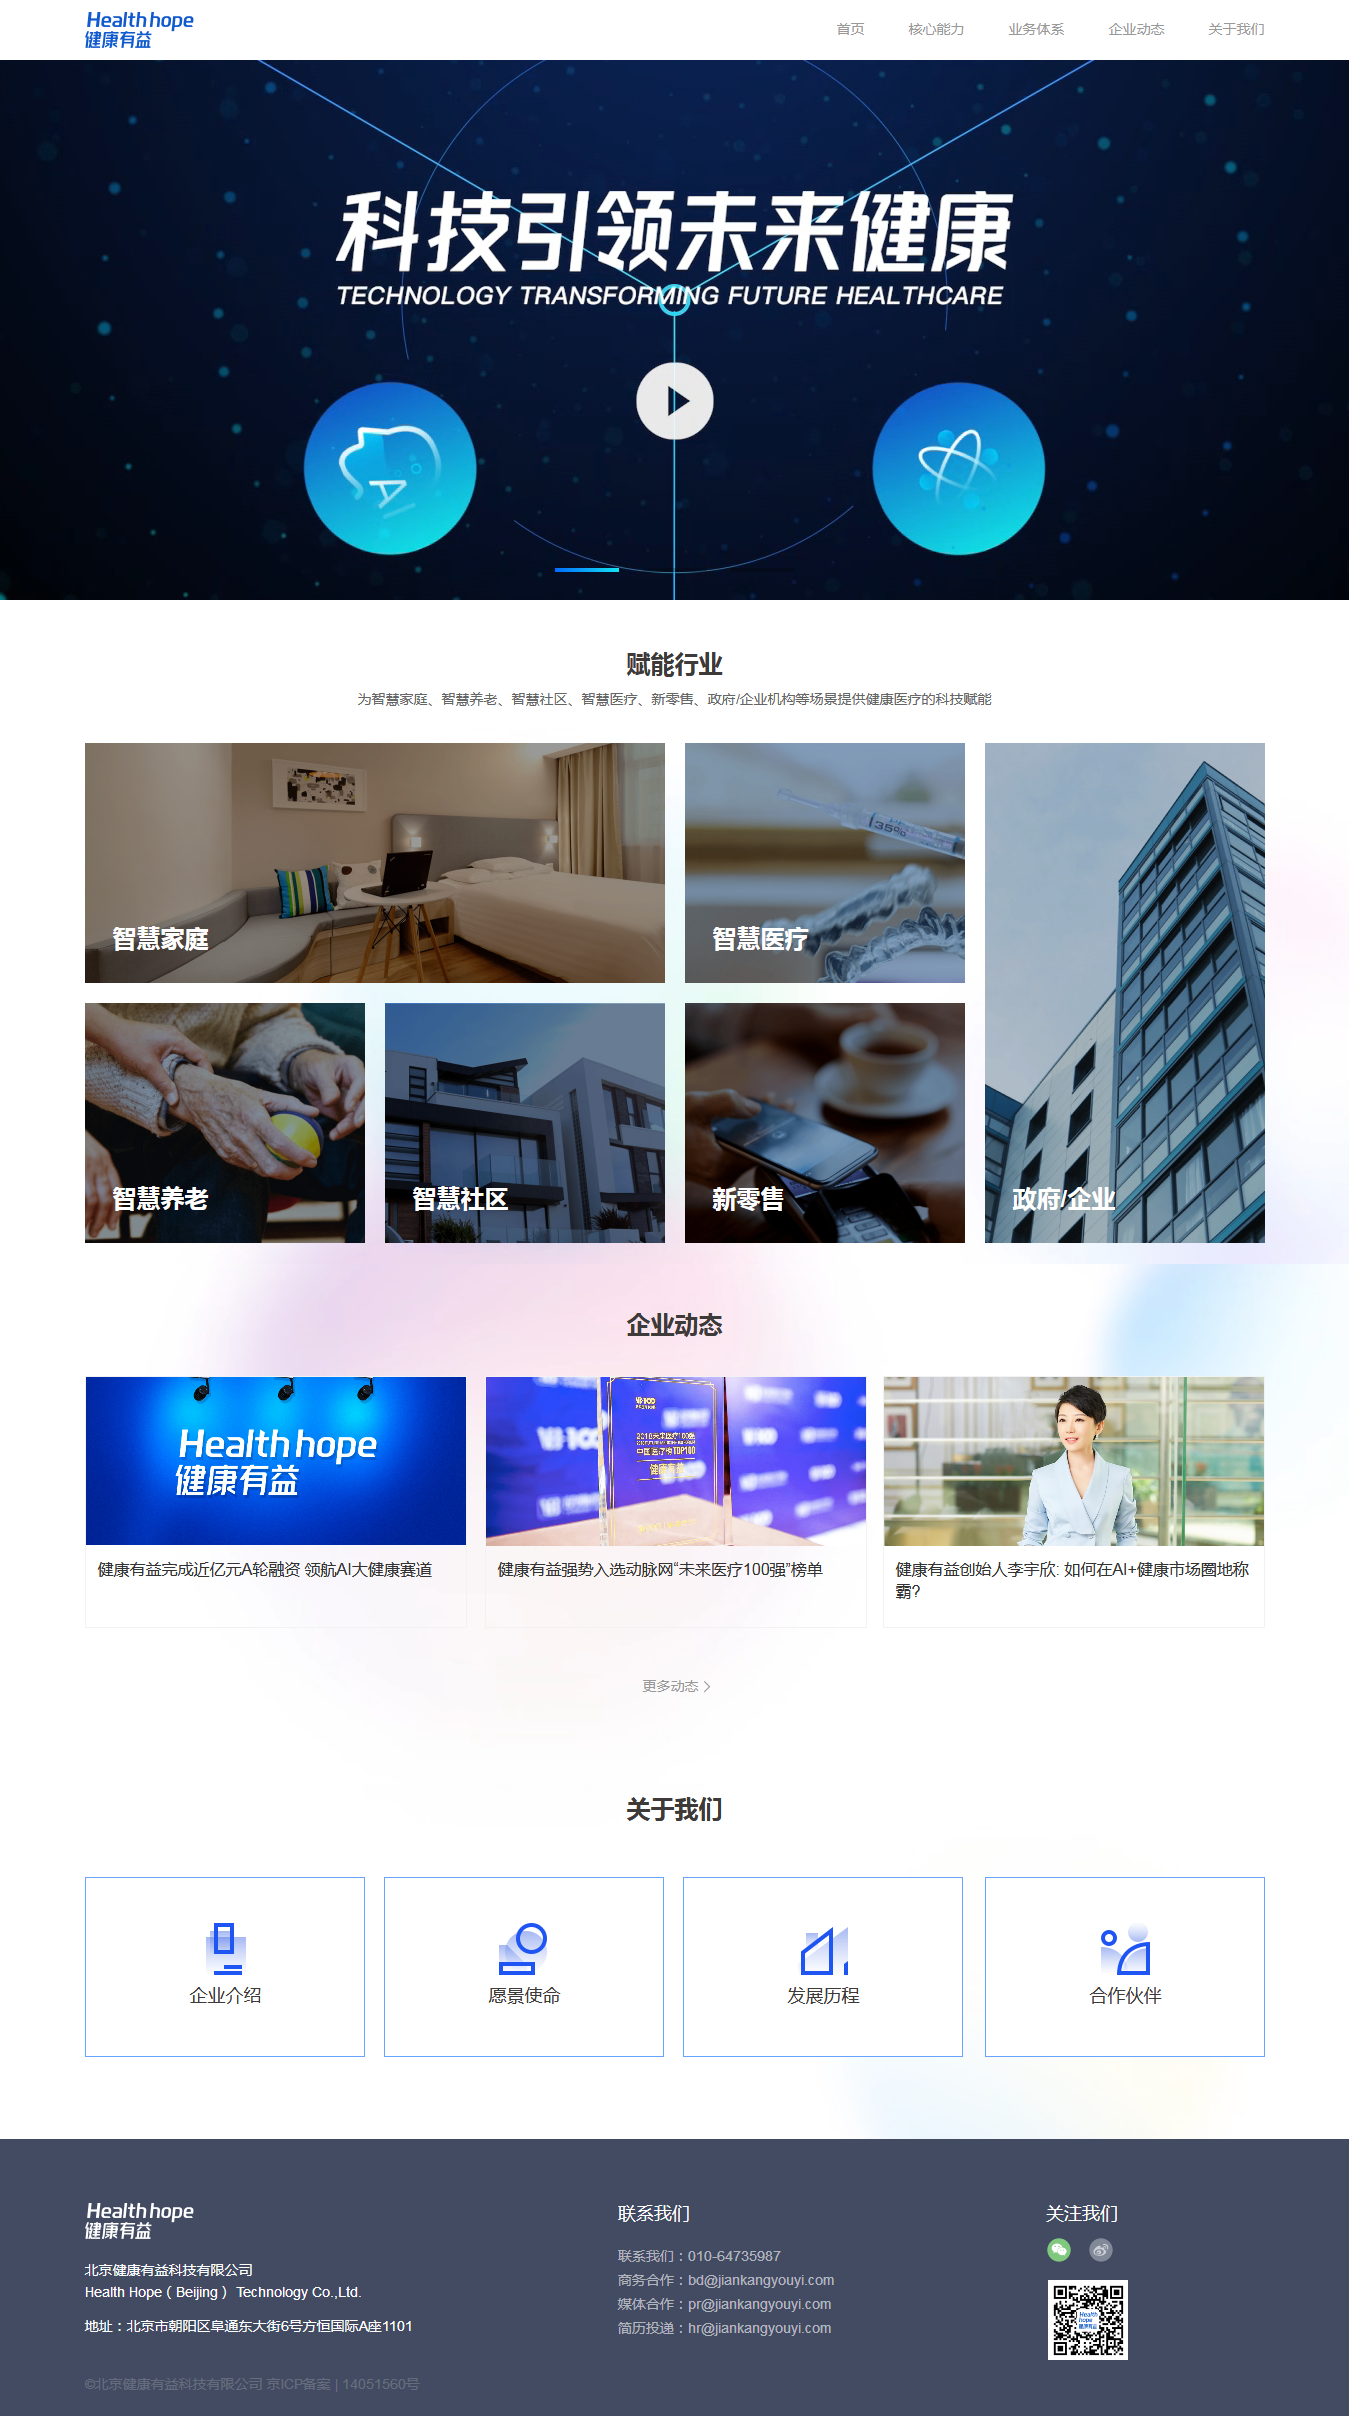 Health hope
健康有益
首页
核心能力
业务体系
企业动态
关于我们
科技引领未来健康
TECHNOLOGY TRANSFORMING FUTURE HEALTHCARE
AI
赋能行业
为智慧家庭、智慧养老、智慧社区、智慧医疗、新零售、政府/企业机构等场景提供健康医疗的科技赋能
35%
智慧家庭
智慧医疗
智慧养老
智慧社区
新零售
政府/企业
企业动态
Health hope
健康有益
健康有益完成近亿元A轮融资 领航AI大健康赛道
健康有益强势入选动脉网“未来医疗100强”榜单
健康有益创始人李宇欣: 如何在AI+健康市场圈地称
霸?
更多动态
关于我们
企业介绍
愿景使命
发展历程
合作伙伴
Health hope
健康有益
北京健康有益科技有限公司
Health Hope ( Beijing ) Technology Co.,Ltd.
地址：北京市朝阳区阜通东大街6号方恒国际A座1101
©北京健康有益科技有限公司 京ICP备案 | 14051560号
联系我们
联系我们：010-64735987
商务合作：bd@jiankangyouyi.com
媒体合作：pr@jiankangyouyi.com
简历投递：hr@jiankangyouyi.com
关注我们